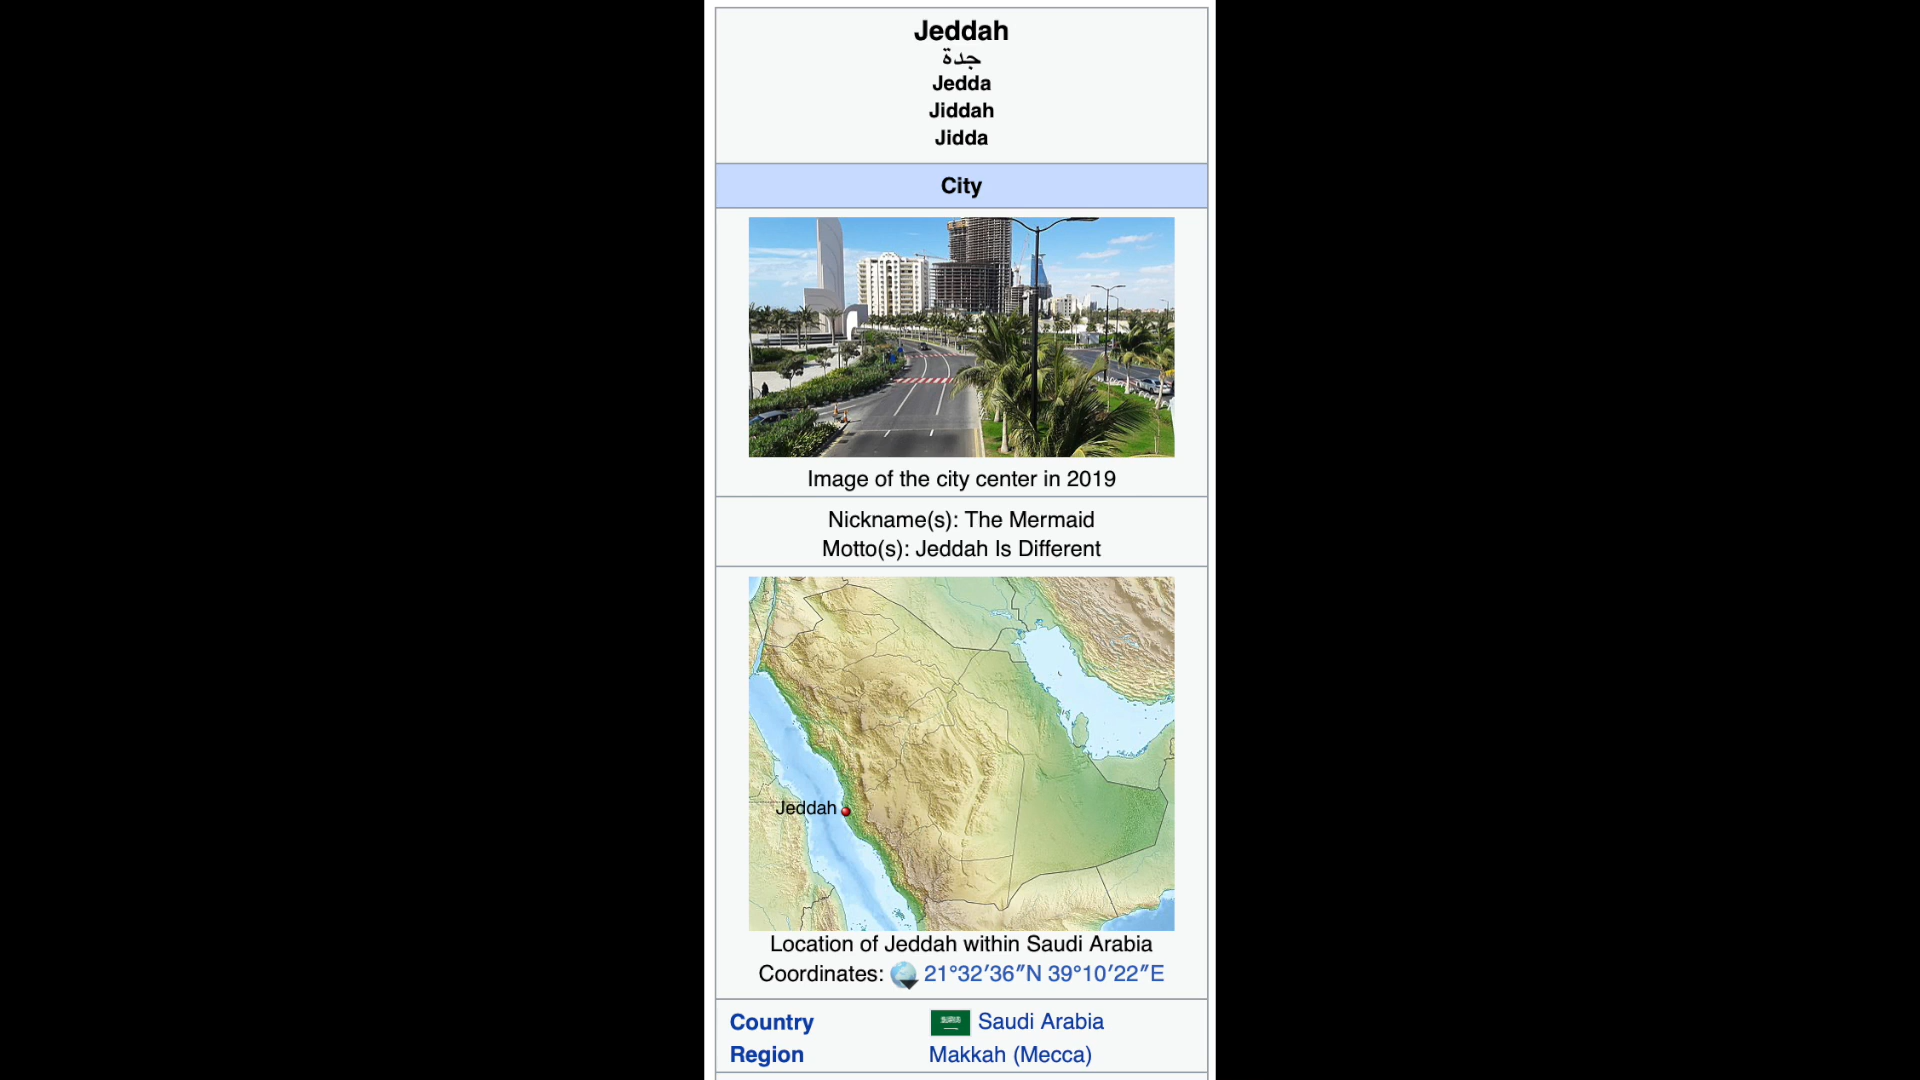 Jeddah
جدة
Jedda
Jiddah
Jidda
City
Image of the city center in 2019
Nickname(s): The Mermaid
Motto(s): Jeddah Is Different
Jeddah
Location of Jeddah within Saudi Arabia
Coordinates: 21°32′36″N 39°10′22″E
Country Saudi Arabia
Region Makkah (Mecca)